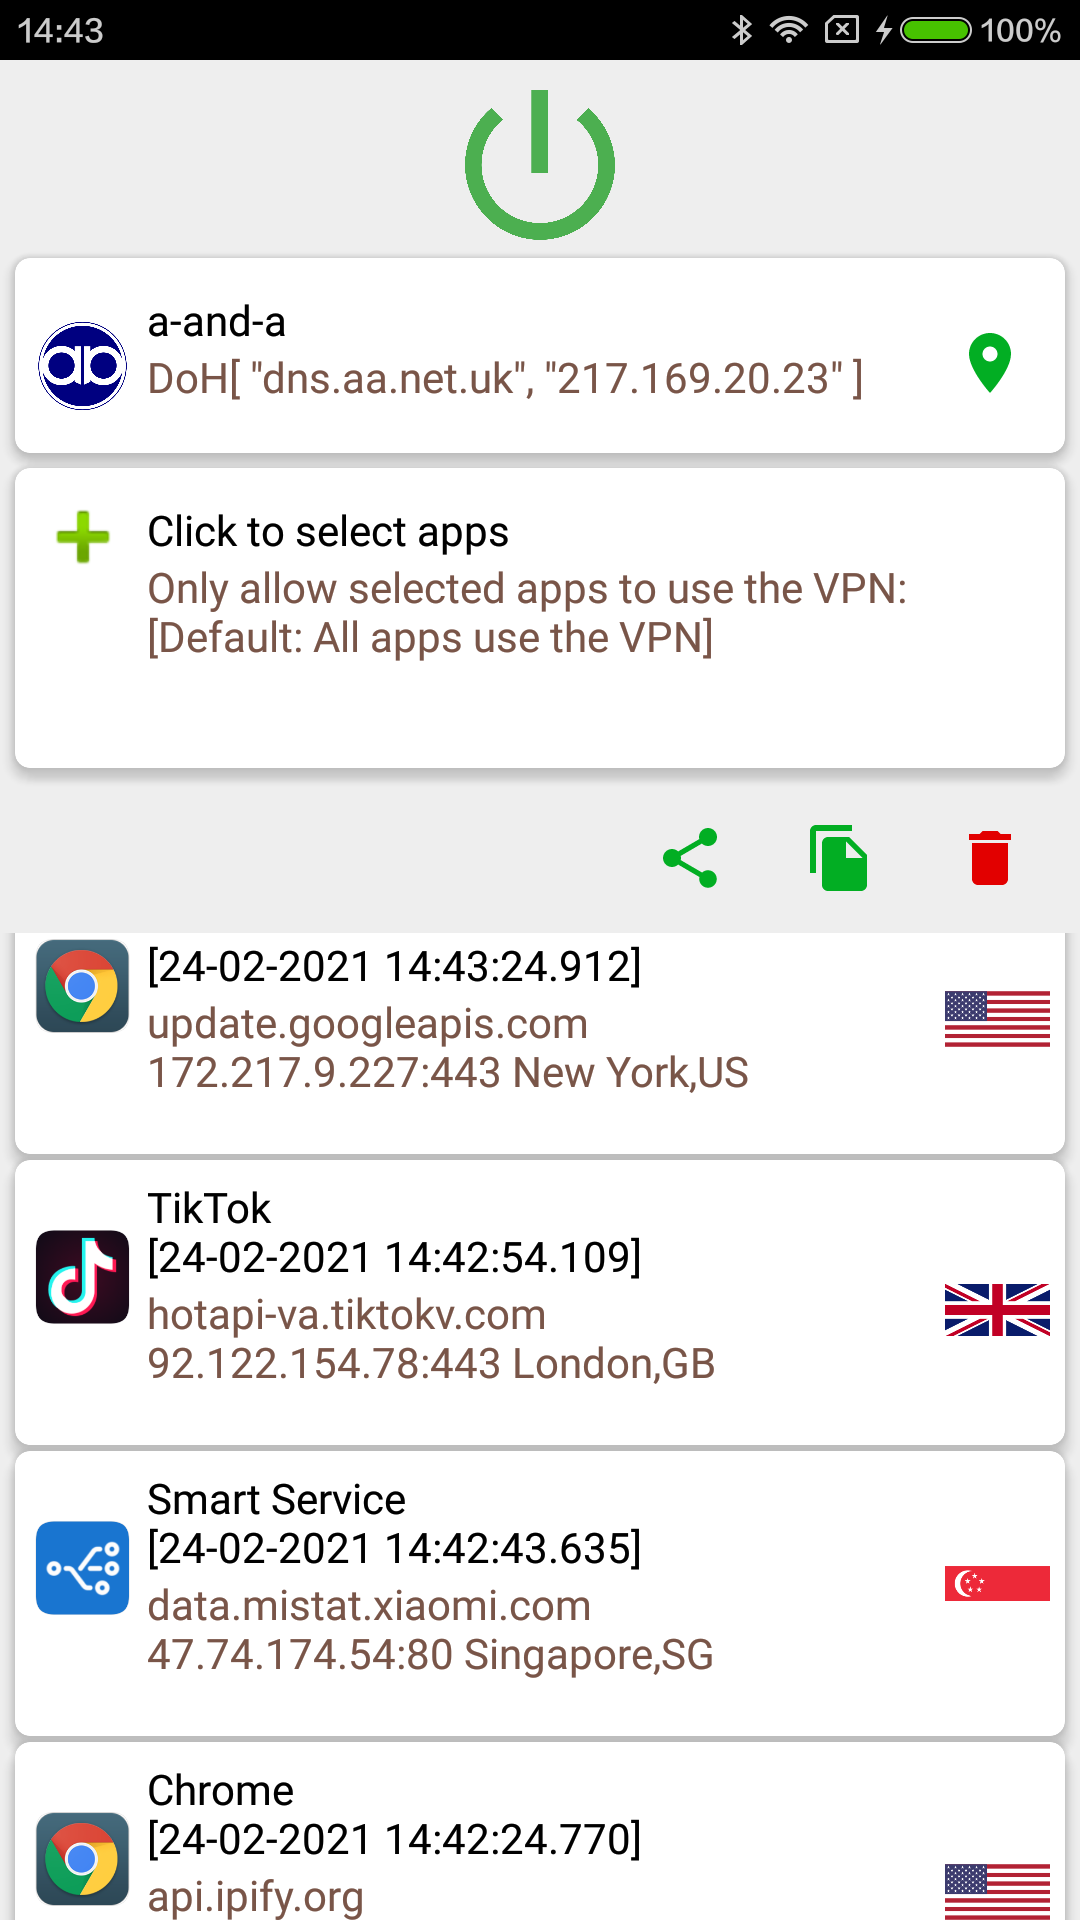 14:43
100%
a-and-a
DoH[ "dns.aa.net.uk", "217.169.20.23" ]
Click to select apps
Only allow selected apps to use the VPN:
[Default: All apps use the VPN]
[24-02-2021 14:43:24.912]
update.googleapis.com
172.217.9.227:443 New York,US
TikTok
[24-02-2021 14:42:54.109]
hotapi-va.tiktokv.com
92.122.154.78:443 London,GB
Smart Service
[24-02-2021 14:42:43.635]
data.mistat.xiaomi.com
47.74.174.54:80 Singapore,SG
Chrome
[24-02-2021 14:42:24.770]
api.ipify.org